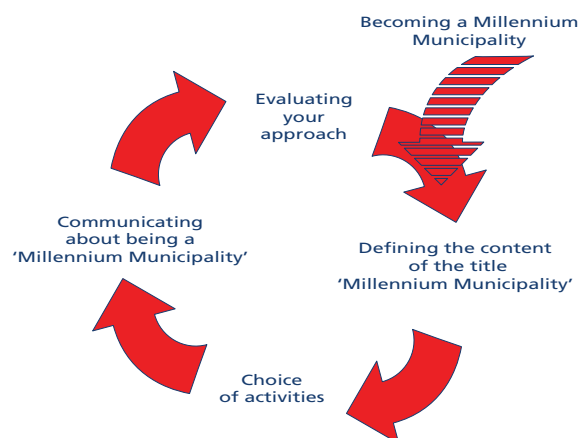 Becoming a Millennium
Municipality
Evaluating
your
approach
Defining the content
of the title
‘Millennium Municipality’
Choice
of activities
Communicating
about being a
‘Millennium Municipality’